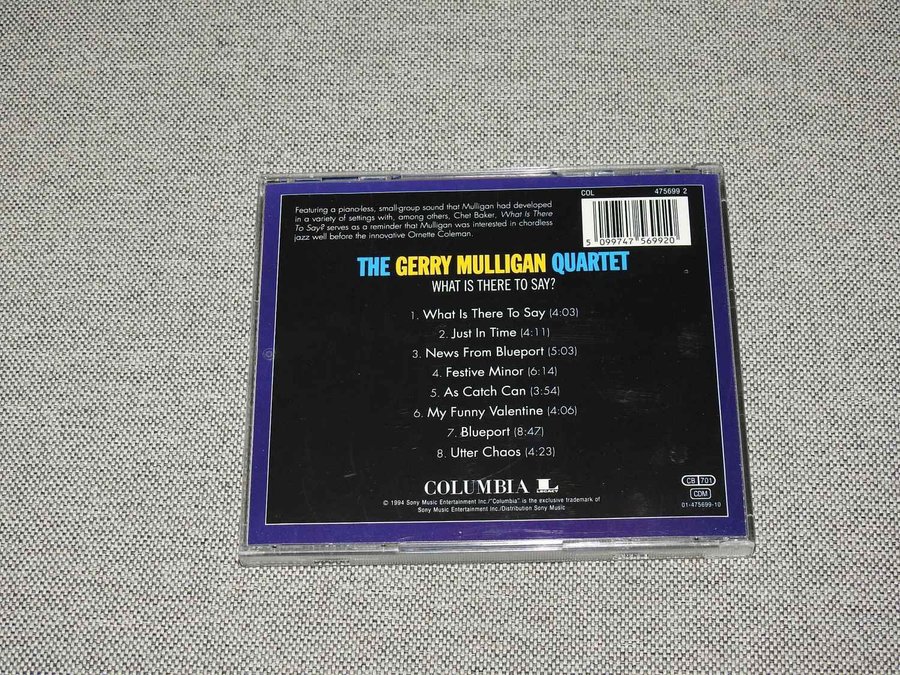 COL 475699 2
Featuring a piano-less, small-group sound that Mulligan had developed
in a variety of settings with, among others, Chet Baker, What Is There
To Say? serves as a reminder that Mulligan was interested in chordless
jazz well before the innovative Ornette Coleman.
5 099747 569920
THE GERRY MULLIGAN QUARTET
WHAT IS THERE TO SAY?
1. What Is There To Say (4:03)
2. Just In Time (4:11)
3. News From Blueport (5:03)
4. Festive Minor (6:14)
5. As Catch Can (3:54)
6. My Funny Valentine (4:06)
7. Blueport (8:47)
8. Utter Chaos (4:23)
COLUMBIA L LEGACY
© 1994 Sony Music Entertainment Inc./"Columbia" is the exclusive trademark of
Sony Music Entertainment Inc./Distribution Sony Music
CB 701
CDM
01-475699-10